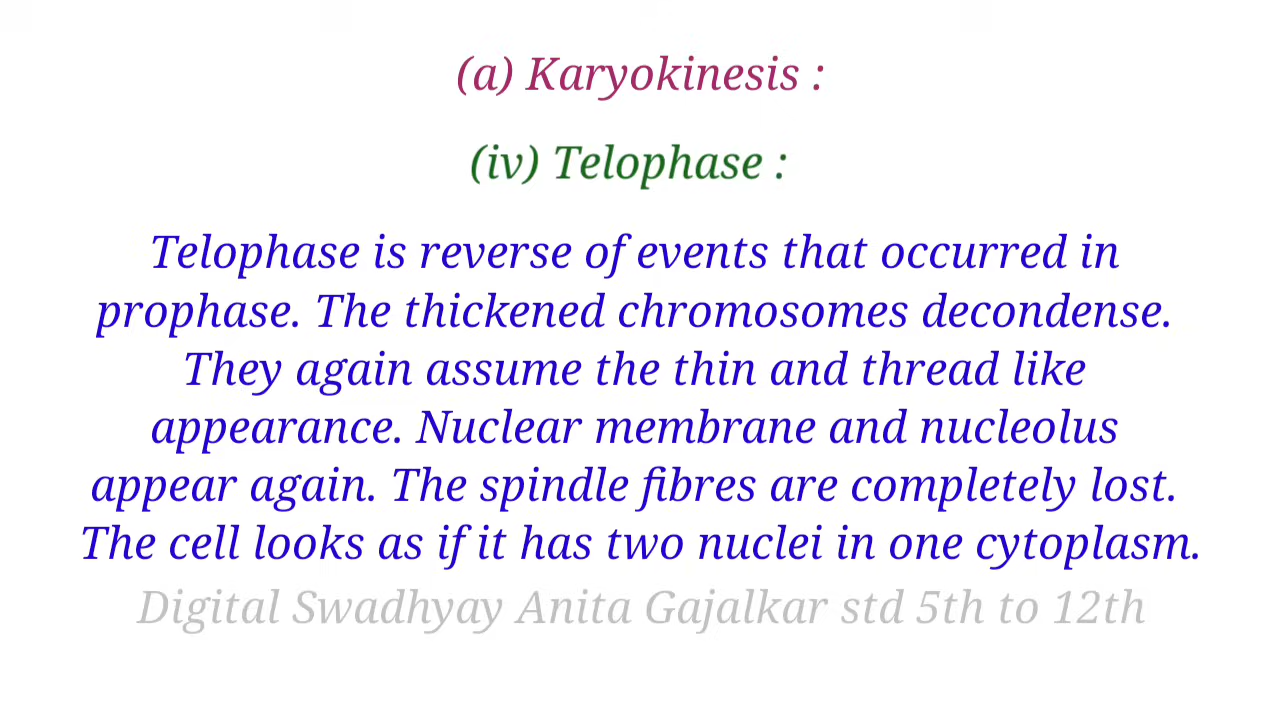 (a) Karyokinesis :
(iv) Telophase :
Telophase is reverse of events that occurred in
prophase. The thickened chromosomes decondense.
They again assume the thin and thread like
appearance. Nuclear membrane and nucleolus
appear again. The spindle fibres are completely lost.
The cell looks as if it has two nuclei in one cytoplasm.
Digital Swadhyay Anita Gajalkar std 5th to 12th